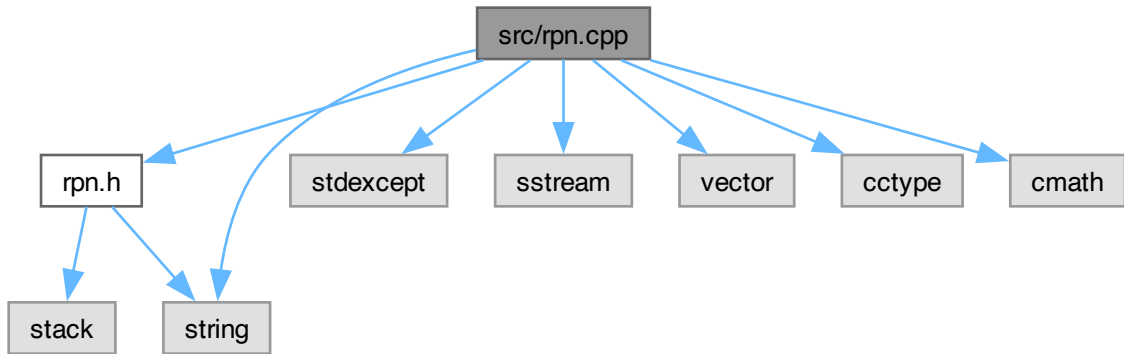 src/rpn.cpp
rpn.h
stdexcept
sstream
vector
cctype
cmath
stack
string